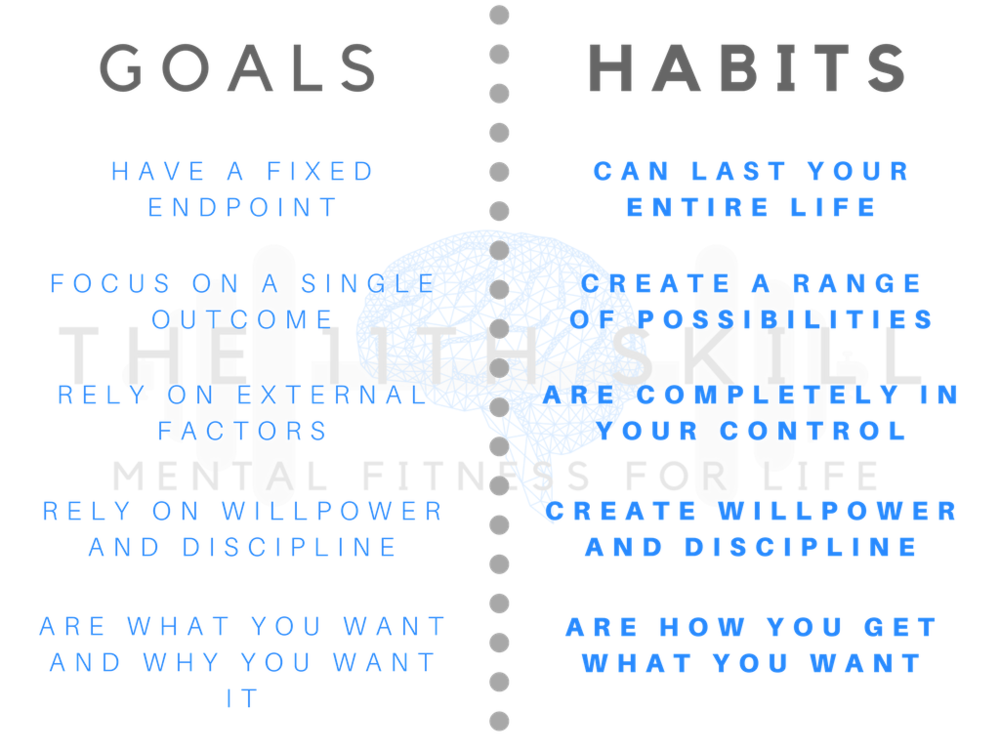 GOALS
HAVE A FIXED
ENDPOINT
FOCUS ON A SINGLE
OUTCOME
RELY ON EXTERNAL
FACTORS
RELY ON WILLPOWER
AND DISCIPLINE
ARE WHAT YOU WANT
AND WHY YOU WANT
IT
HABITS
CAN LAST YOUR
ENTIRE LIFE
CREATE A RANGE
OF POSSIBILITIES
ARE COMPLETELY IN
YOUR CONTROL
CREATE WILLPOWER
AND DISCIPLINE
ARE HOW YOU GET
WHAT YOU WANT
THE 11TH SKILL
MENTAL FITNESS FOR LIFE